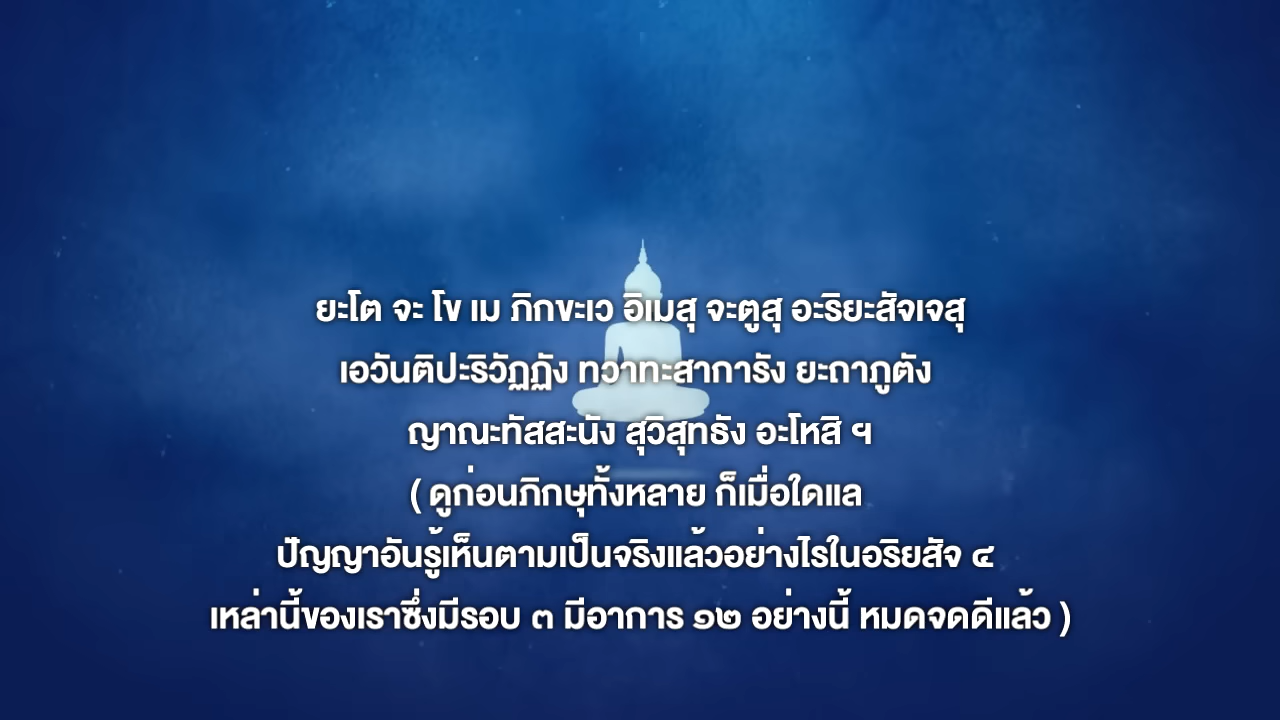 ยะโต จะ โข เม ภิกขะเว อิเมสุ จะตูสุ อะริยะสัจเจสุ
เอวันติปะริวัฏฏัง ทวาทะสาการัง ยะถาภูตัง
ญาณะทัสสะนัง สุวิสุทธัง อะโหสิ ฯ
( ดูก่อนภิกษุทั้งหลาย ก็เมื่อใดแล
ปัญญาอันรู้เห็นตามเป็นจริงแล้วอย่างไรในอริยสัจ ๔
เหล่านี้ของเราซึ่งมีรอบ ๓ มีอาการ ๑๒ อย่างนี้ หมดจดดีแล้ว )